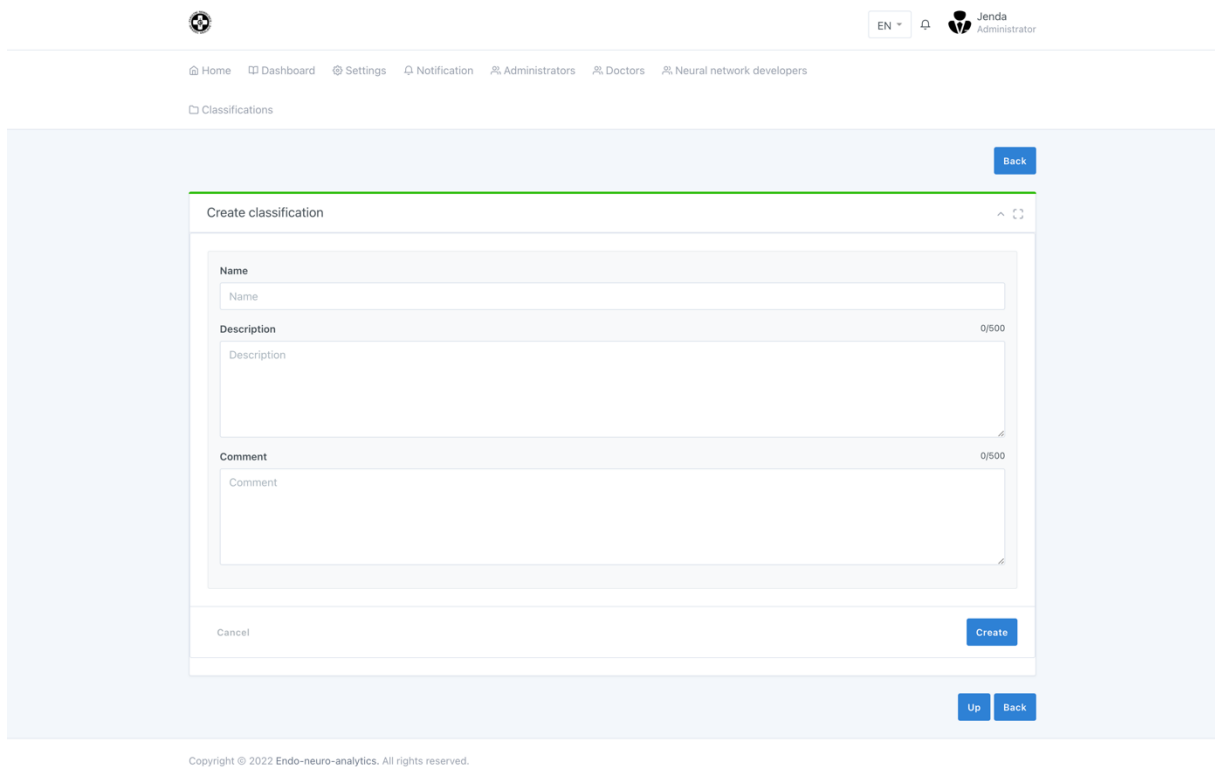 EN
Jenda
Administrator
Home Dashboard Settings Notification Administrators Doctors Neural network developers
Classifications
Back
Create classification
Name
Name
Description 0/500
Description
Comment 0/500
Comment
Cancel Create
Up Back
Copyright © 2022 Endo-neuro-analytics. All rights reserved.